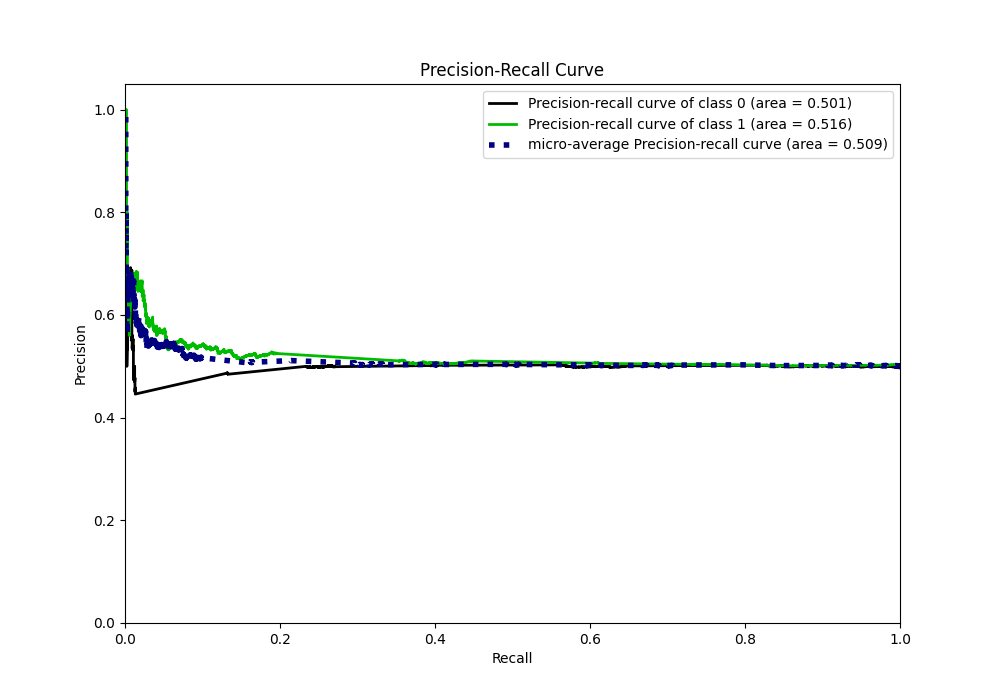 Precision-Recall Curve
Precision-recall curve of class 0 (area = 0.501)
Precision-recall curve of class 1 (area = 0.516)
micro-average Precision-recall curve (area = 0.509)
Precision
1.0
0.8
0.6
0.4
0.2
0.0
0.0 0.2 0.4 0.6 0.8 1.0
Recall